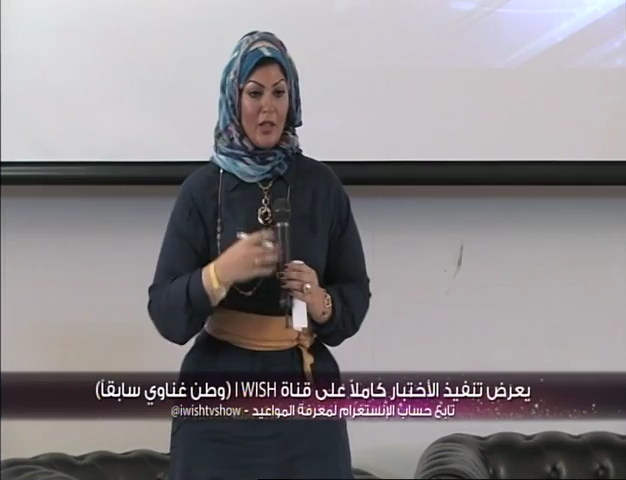 يعرض تنفيذ الأختبار كاملاً على قناة I WISH (وطن غناوي سابقاً)
تابع حساب الإنستغرام لمعرفة المواعيد - @iwishtvshow